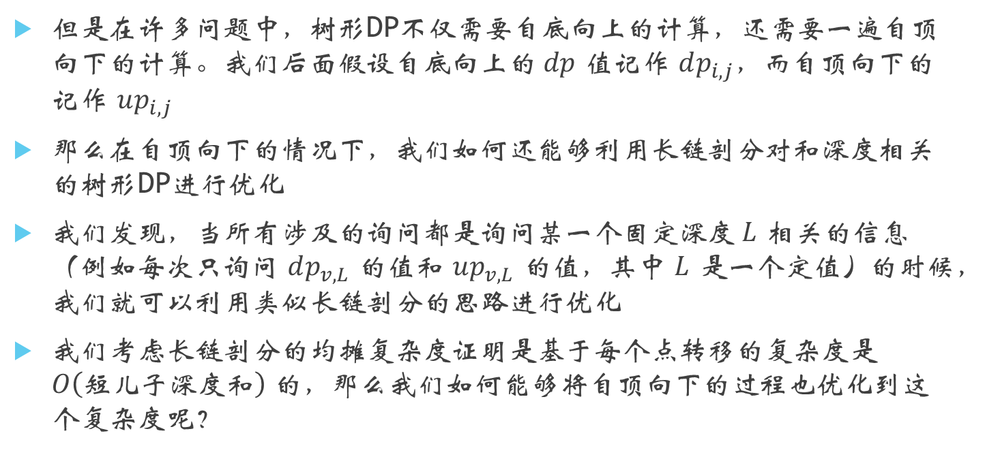 但是在许多问题中，树形DP不仅需要自底向上的计算，还需要一遍自顶
向下的计算。我们后面假设自底向上的 dp 值记作 dp_{i,j}，而自顶向下的
记作 up_{i,j}
那么在自顶向下的情况下，我们如何还能够利用长链剖分对和深度相关
的树形DP进行优化
我们发现，当所有涉及的询问都是询问某一个固定深度 L 相关的信息
（例如每次只询问 dp_{v,L} 的值和 up_{v,L} 的值，其中 L 是一个定值）的时候，
我们就可以利用类似长链剖分的思路进行优化
我们考虑长链剖分的均摊复杂度证明是基于每个点转移的复杂度是
O(短儿子深度和) 的，那么我们如何能够将自顶向下的过程也优化到这
个复杂度呢？